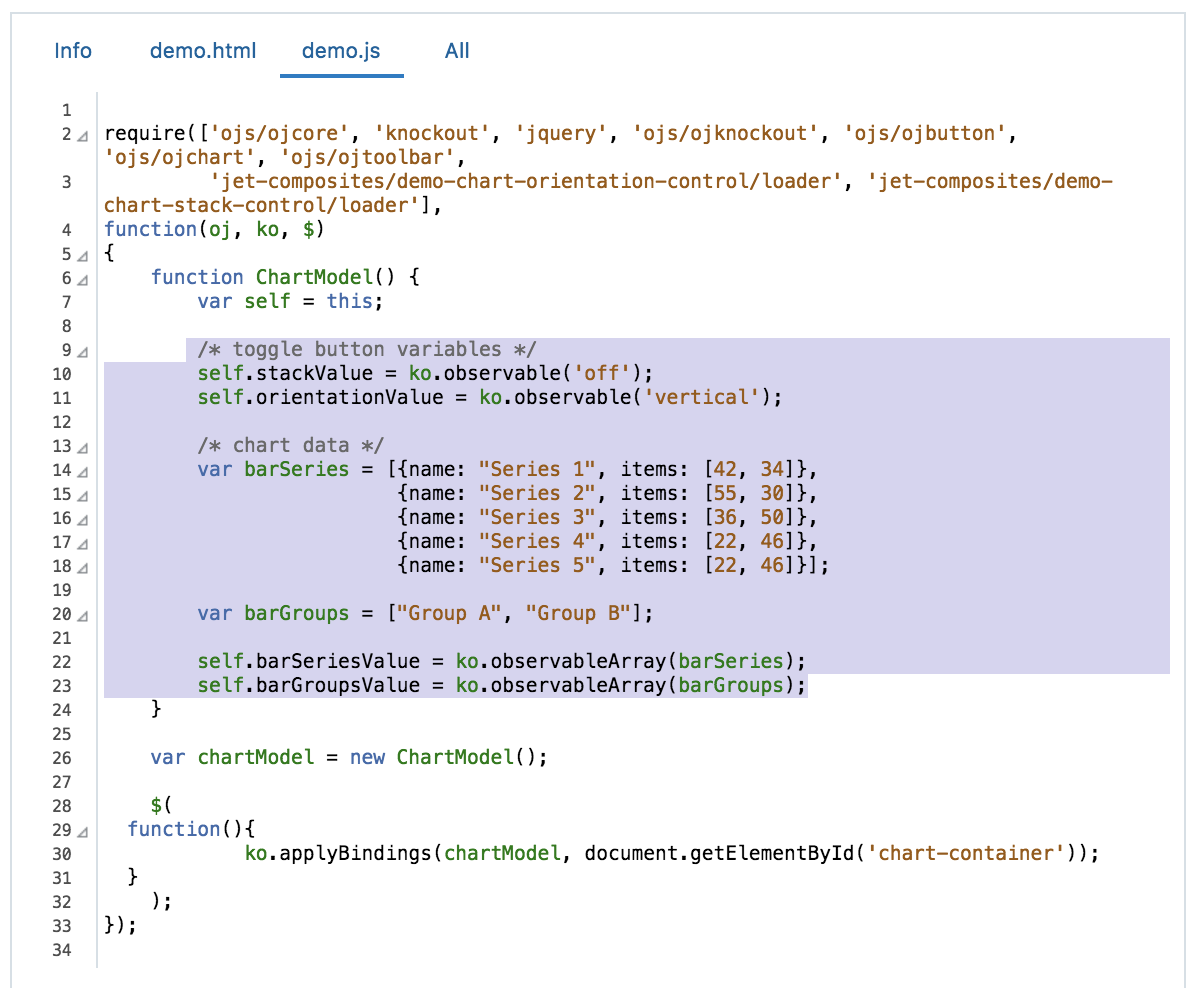 Info demo.html demo.js All
1
2 require(['ojs/ojcore', 'knockout', 'jquery', 'ojs/ojknockout', 'ojs/ojbutton',
'ojs/ojchart', 'ojs/ojtoolbar',
3 'jet-composites/demo-chart-orientation-control/loader', 'jet-composites/demo-
chart-stack-control/loader'],
4 function(oj, ko, $)
5 {
6 function ChartModel() {
7 var self = this;
8
9 /* toggle button variables */
10 self.stackValue = ko.observable('off');
11 self.orientationValue = ko.observable('vertical');
12
13 /* chart data */
14 var barSeries = [{name: "Series 1", items: [42, 34]},
15 {name: "Series 2", items: [55, 30]},
16 {name: "Series 3", items: [36, 50]},
17 {name: "Series 4", items: [22, 46]},
18 {name: "Series 5", items: [22, 46]}];
19
20 var barGroups = ["Group A", "Group B"];
21
22 self.barSeriesValue = ko.observableArray(barSeries);
23 self.barGroupsValue = ko.observableArray(barGroups);
24 }
25
26 var chartModel = new ChartModel();
27
28 $(
29 function(){
30 ko.applyBindings(chartModel, document.getElementById('chart-container'));
31 }
32 );
33 });
34